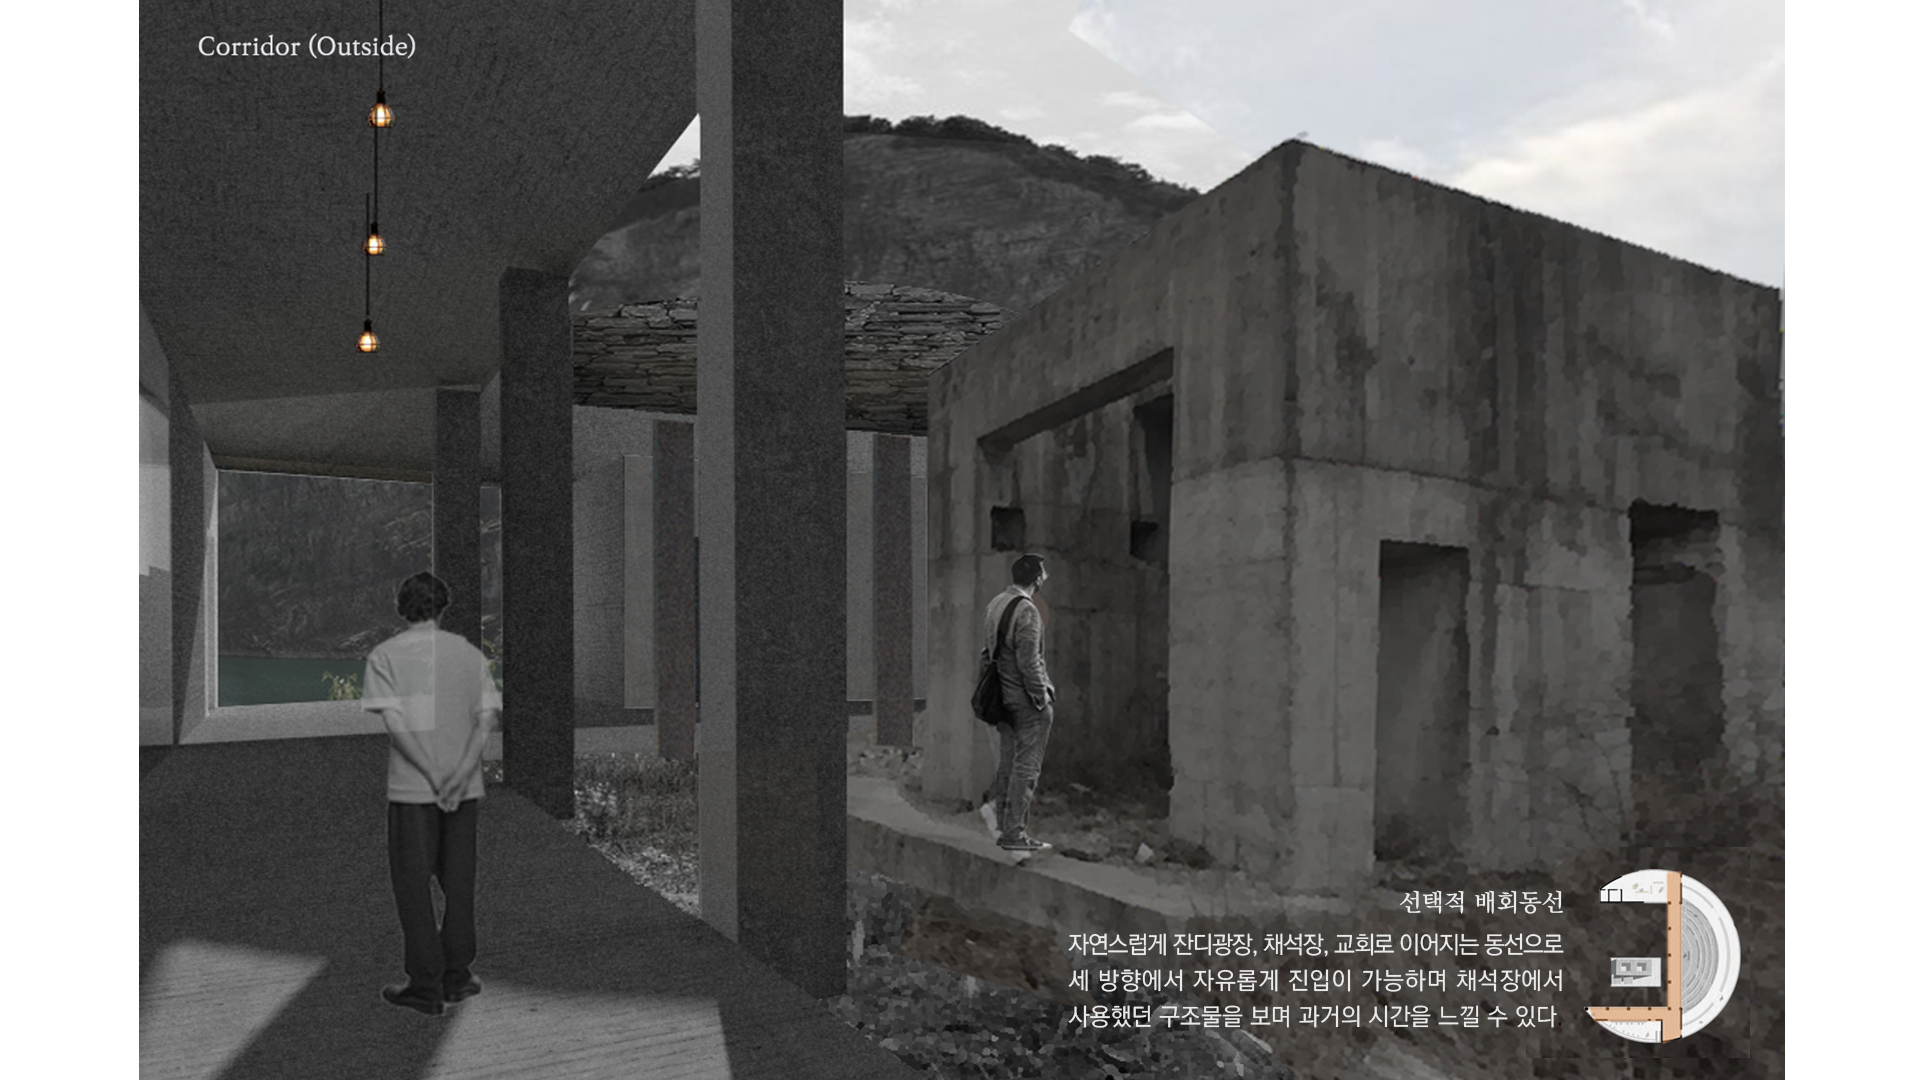 Corridor (Outside)
선택적 배회동선
자연스럽게 잔디광장, 채석장, 교회로 이어지는 동선으로
세 방향에서 자유롭게 진입이 가능하며 채석장에서
사용했던 구조물을 보며 과거의 시간을 느낄 수 있다.